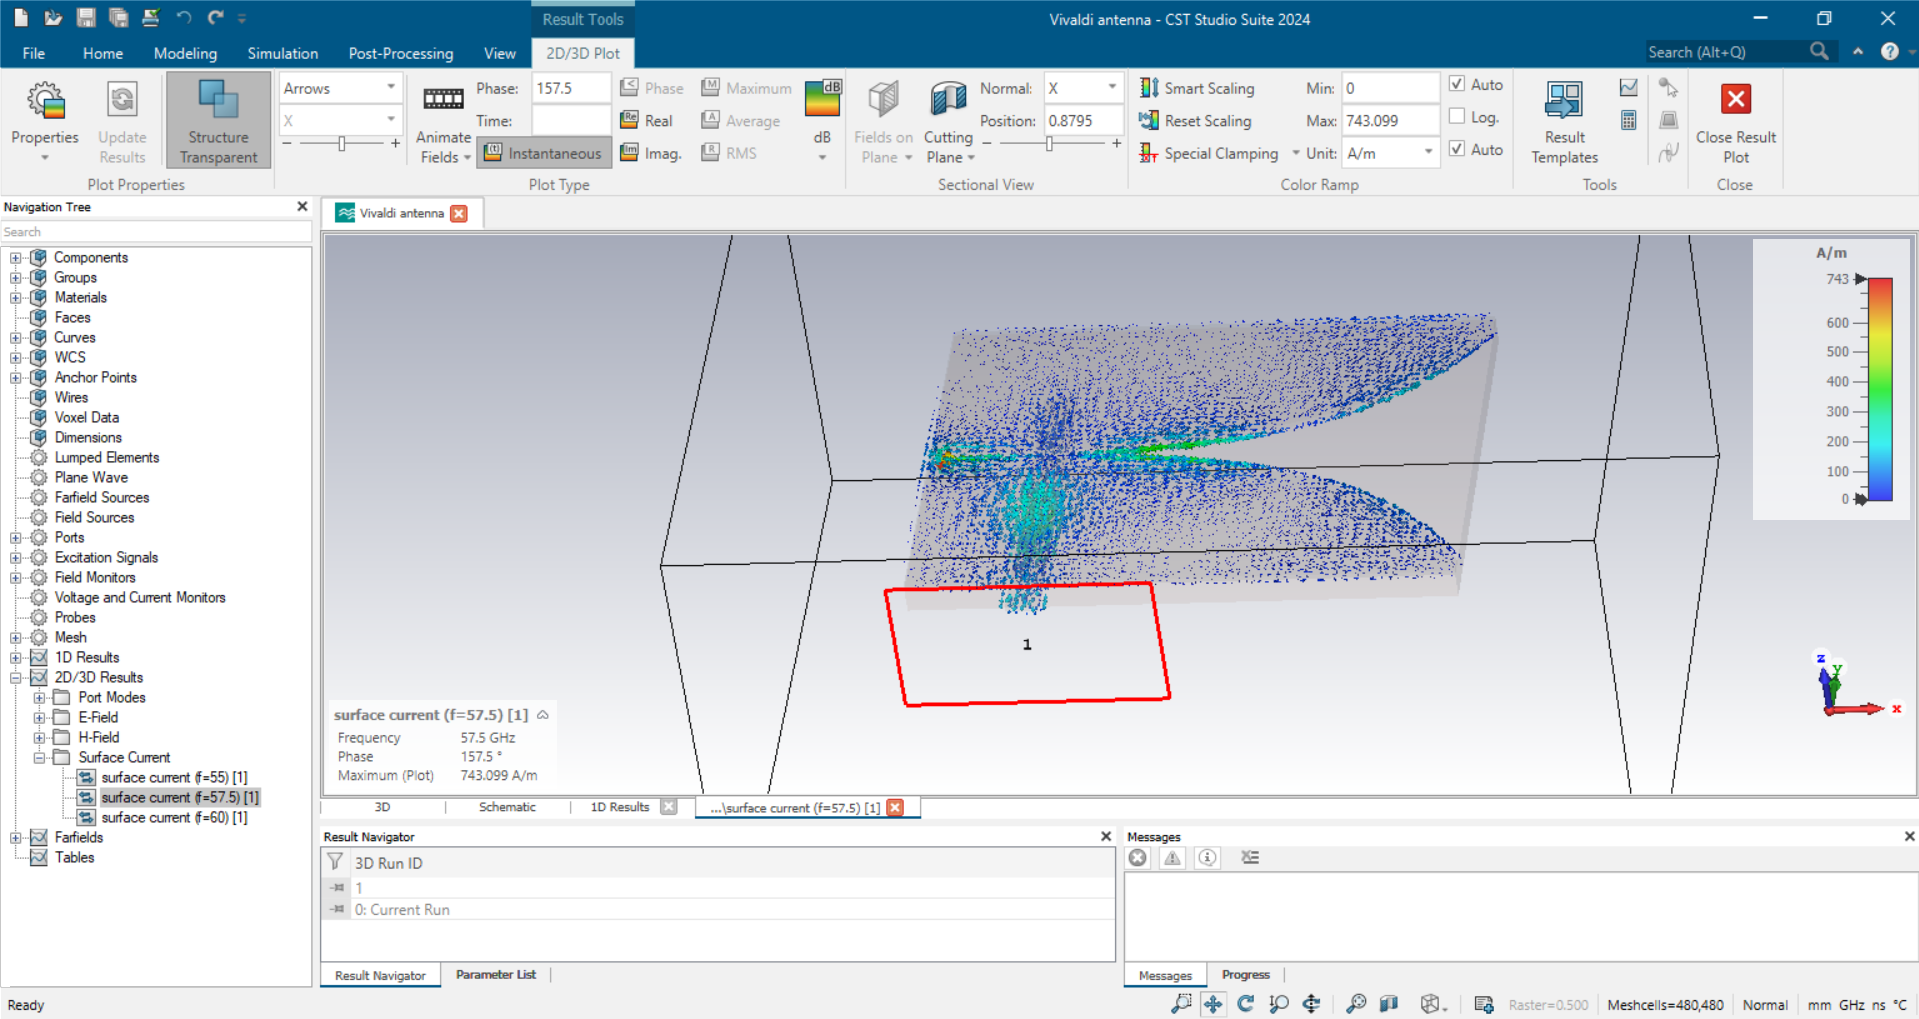 Result Tools
Vivaldi antenna - CST Studio Suite 2024
File Home Modeling Simulation Post-Processing View 2D/3D Plot Search (Alt+Q)
Properties
Update Results
Structure Transparent
Plot Properties
Arrows
X
Animate Fields
Phase: 157.5
Time:
Instantaneous
Phase
Real
Imag.
Maximum
Average
RMS
dB
dB
Plot Type
Fields on Plane
Cutting Plane
Normal: X
Position: 0.8795
Sectional View
Smart Scaling
Reset Scaling
Special Clamping
Min: 0
Max: 743.099
Unit: A/m
Auto
Log.
Auto
Color Ramp
Result Templates
Tools
Close Result Plot
Close
Navigation Tree
Search
Components
Groups
Materials
Faces
Curves
WCS
Anchor Points
Wires
Voxel Data
Dimensions
Lumped Elements
Plane Wave
Farfield Sources
Field Sources
Ports
Excitation Signals
Field Monitors
Voltage and Current Monitors
Probes
Mesh
1D Results
2D/3D Results
Port Modes
E-Field
H-Field
Surface Current
surface current (f=55) [1]
surface current (f=57.5) [1]
surface current (f=60) [1]
Farfields
Tables
Vivaldi antenna
A/m
743
600
500
400
300
200
100
0
1
z
y
x
surface current (f=57.5) [1]
Frequency 57.5 GHz
Phase 157.5 °
Maximum (Plot) 743.099 A/m
3D Schematic 1D Results ...\surface current (f=57.5) [1]
Result Navigator
3D Run ID
1
0: Current Run
Result Navigator Parameter List
Messages
Messages Progress
Ready
Raster=0.500 Meshcells=480,480 Normal mm GHz ns °C